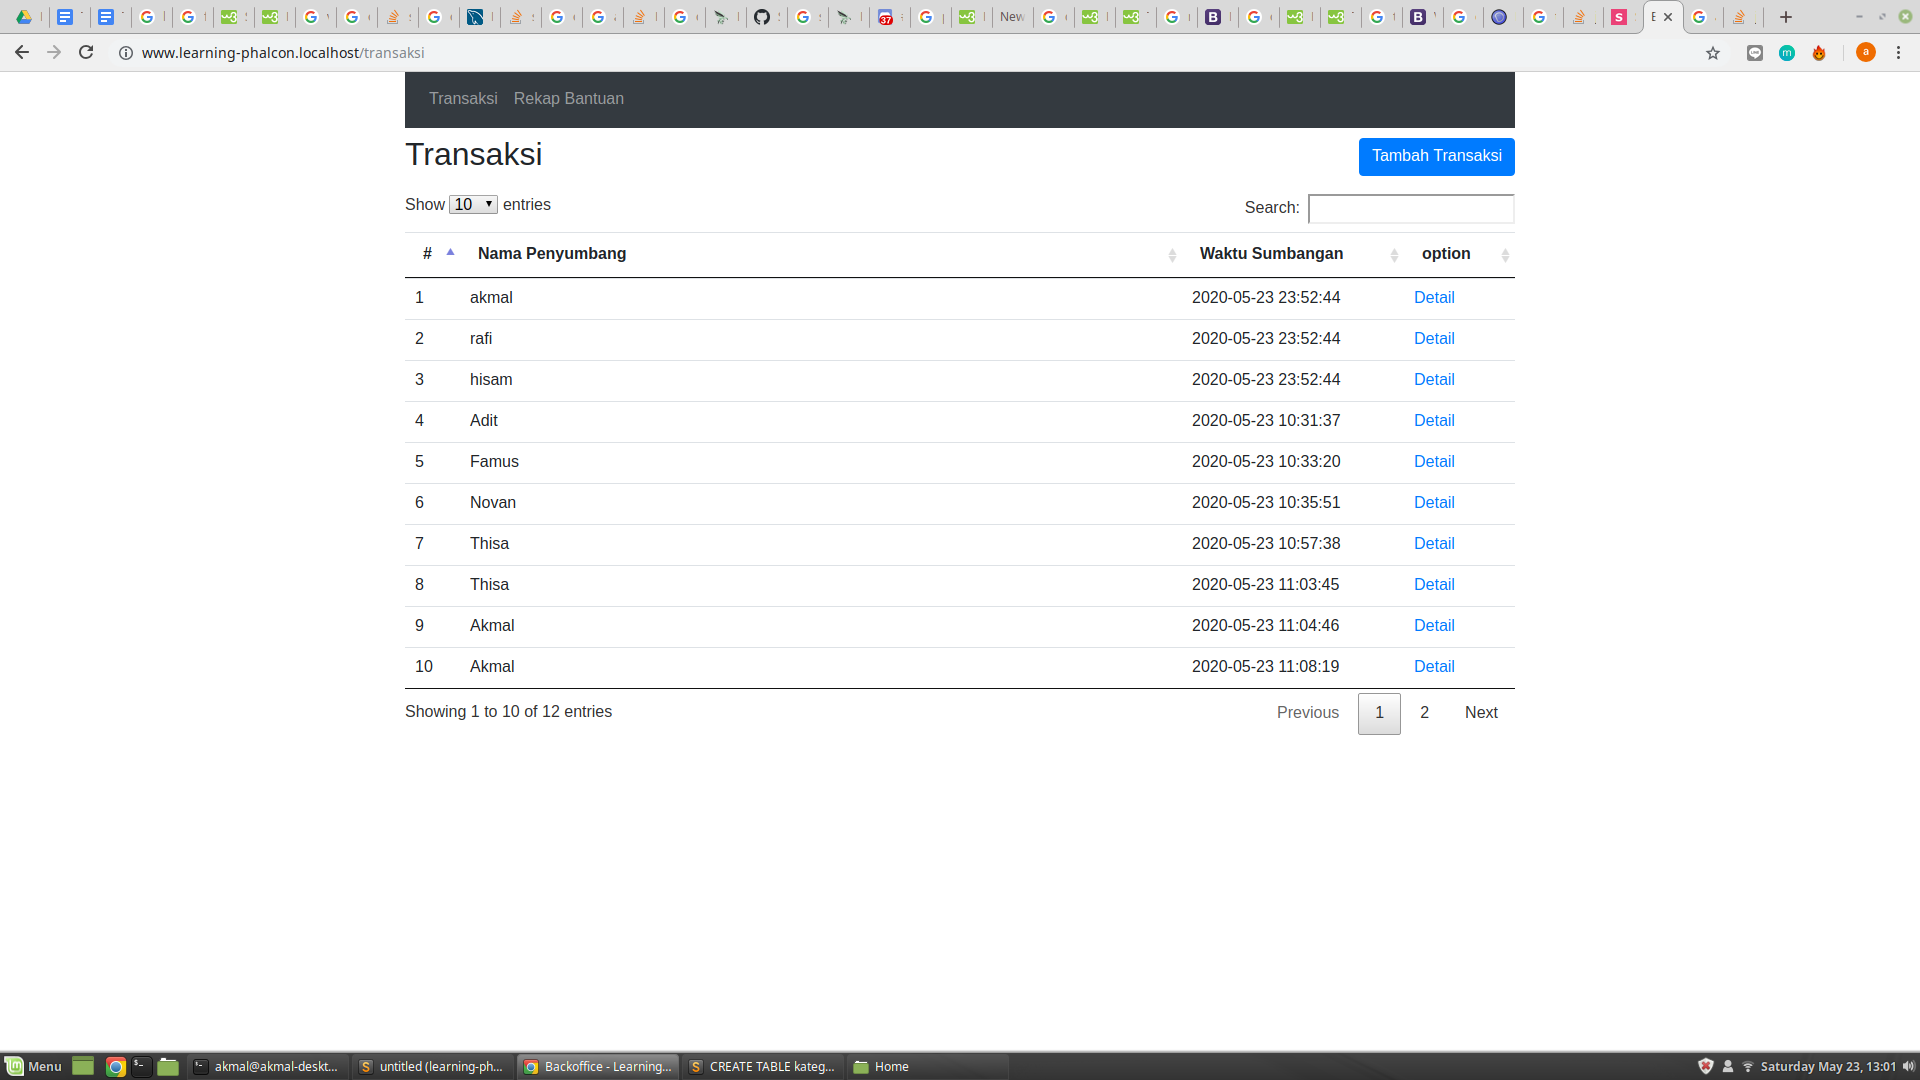 New
37
www.learning-phalcon.localhost/transaksi
a
Transaksi Rekap Bantuan
Transaksi
Tambah Transaksi
Show 10 entries
Search:
# Nama Penyumbang Waktu Sumbangan option
1 akmal 2020-05-23 23:52:44 Detail
2 rafi 2020-05-23 23:52:44 Detail
3 hisam 2020-05-23 23:52:44 Detail
4 Adit 2020-05-23 10:31:37 Detail
5 Famus 2020-05-23 10:33:20 Detail
6 Novan 2020-05-23 10:35:51 Detail
7 Thisa 2020-05-23 10:57:38 Detail
8 Thisa 2020-05-23 11:03:45 Detail
9 Akmal 2020-05-23 11:04:46 Detail
10 Akmal 2020-05-23 11:08:19 Detail
Showing 1 to 10 of 12 entries
Previous 1 2 Next
Menu akmal@akmal-deskt... untitled (learning-ph... Backoffice - Learning... CREATE TABLE kateg... Home Saturday May 23, 13:01